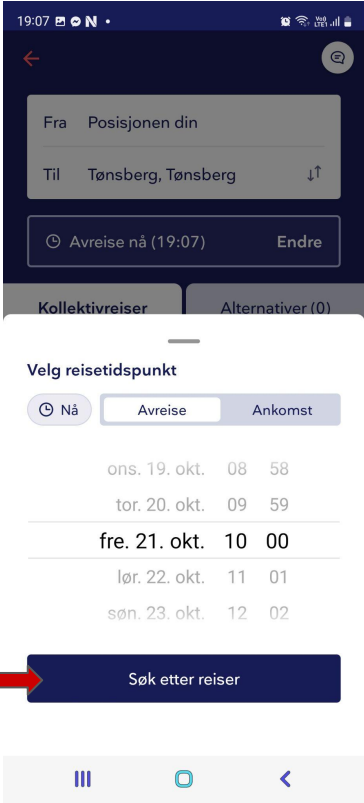 19:07
Fra Posisjonen din
Til Tønsberg, Tønsberg
Avreise nå (19:07) Endre
Kollektivreiser Alternativer (0)
Velg reisetidspunkt
Nå Avreise Ankomst
ons. 19. okt. 08 58
tor. 20. okt. 09 59
fre. 21. okt. 10 00
lør. 22. okt. 11 01
søn. 23. okt. 12 02
Søk etter reiser